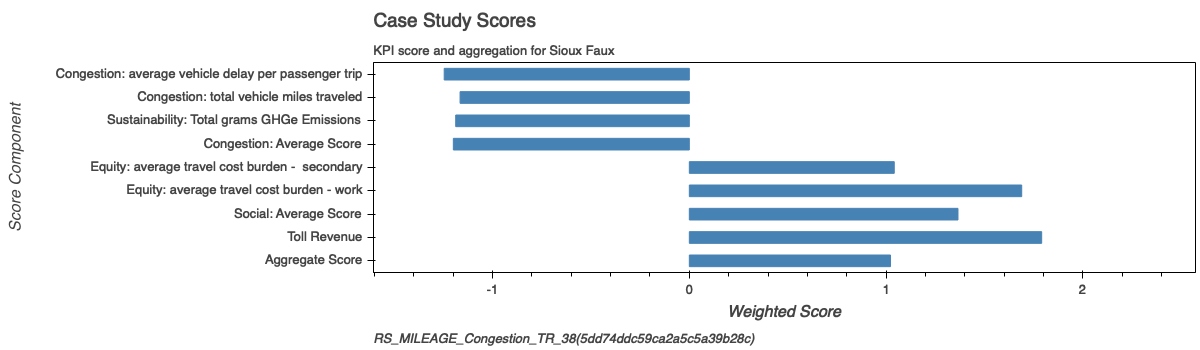 Case Study Scores
KPI score and aggregation for Sioux Faux
Score Component
Congestion: average vehicle delay per passenger trip
Congestion: total vehicle miles traveled
Sustainability: Total grams GHGe Emissions
Congestion: Average Score
Equity: average travel cost burden -  secondary
Equity: average travel cost burden - work
Social: Average Score
Toll Revenue
Aggregate Score
-1 0 1 2
Weighted Score
RS_MILEAGE_Congestion_TR_38(5dd74ddc59ca2a5c5a39b28c)